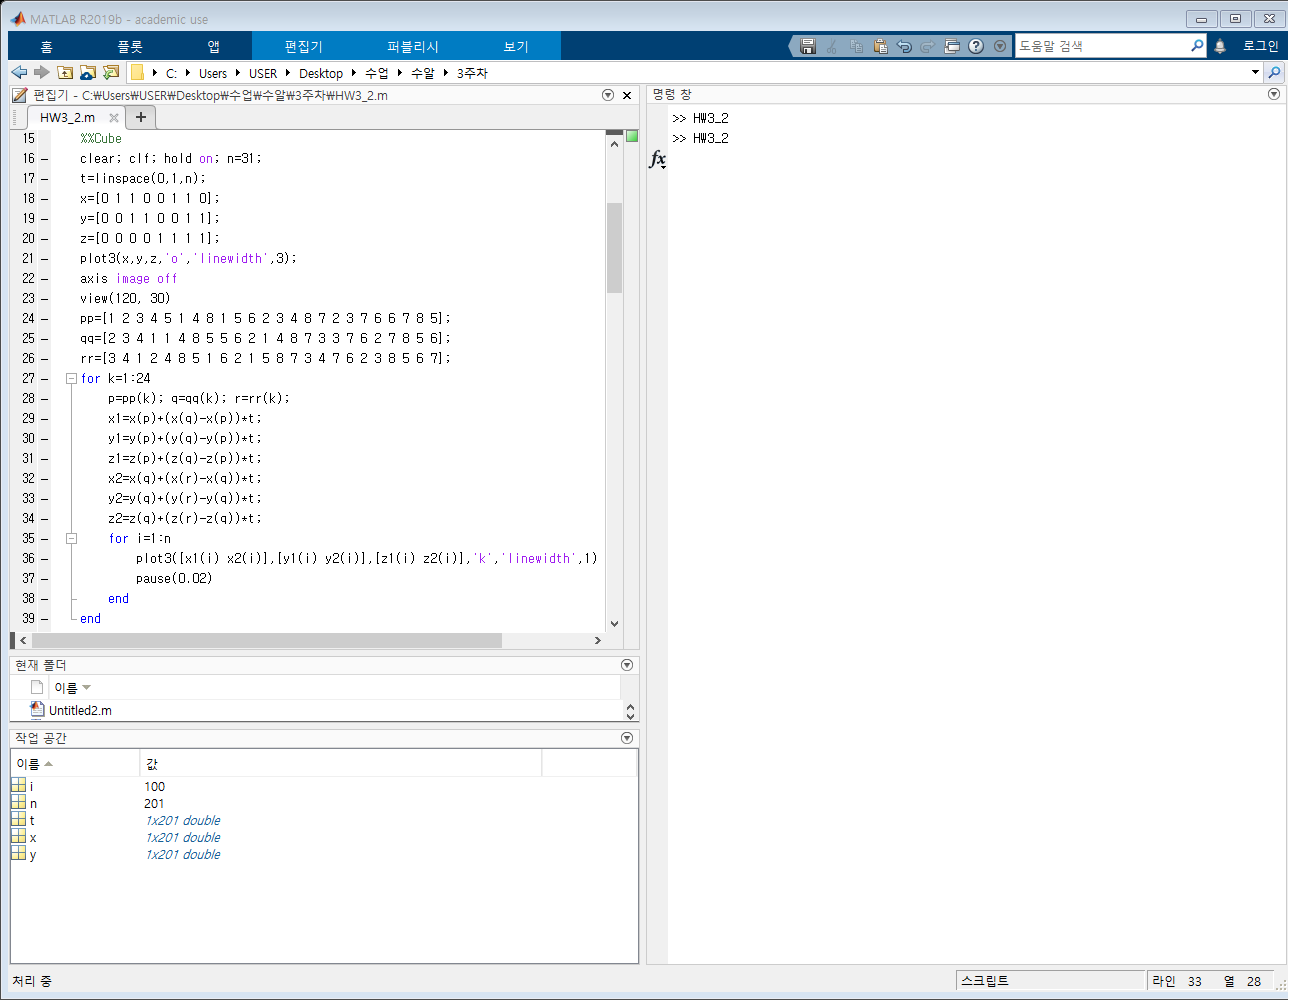 MATLAB R2019b - academic use
홈 플롯 앱 편집기 퍼블리시 보기 도움말 검색 로그인
C: Users USER Desktop 수업 수알 3주차
편집기 - C:₩Users₩USER₩Desktop₩수업₩수알₩3주차₩HW3_2.m
HW3_2.m
15 %%Cube
16 – clear; clf; hold on; n=31;
17 – t=linspace(0,1,n);
18 – x=[0 1 1 0 0 1 1 0];
19 – y=[0 0 1 1 0 0 1 1];
20 – z=[0 0 0 0 1 1 1 1];
21 – plot3(x,y,z,'o','linewidth',3);
22 – axis image off
23 – view(120, 30)
24 – pp=[1 2 3 4 5 1 4 8 1 5 6 2 3 4 8 7 2 3 7 6 6 7 8 5];
25 – qq=[2 3 4 1 1 4 8 5 5 6 2 1 4 8 7 3 3 7 6 2 7 8 5 6];
26 – rr=[3 4 1 2 4 8 5 1 6 2 1 5 8 7 3 4 7 6 2 3 8 5 6 7];
27 – for k=1:24
28 – p=pp(k); q=qq(k); r=rr(k);
29 – x1=x(p)+(x(q)-x(p))*t;
30 – y1=y(p)+(y(q)-y(p))*t;
31 – z1=z(p)+(z(q)-z(p))*t;
32 – x2=x(q)+(x(r)-x(q))*t;
33 – y2=y(q)+(y(r)-y(q))*t;
34 – z2=z(q)+(z(r)-z(q))*t;
35 – for i=1:n
36 – plot3([x1(i) x2(i)],[y1(i) y2(i)],[z1(i) z2(i)],'k','linewidth',1)
37 – pause(0.02)
38 – end
39 – end
현재 폴더
이름
Untitled2.m
작업 공간
이름 값
i 100
n 201
t 1x201 double
x 1x201 double
y 1x201 double
명령 창
>> HW3_2
>> HW3_2
fx
처리 중 스크립트 라인 33 열 28